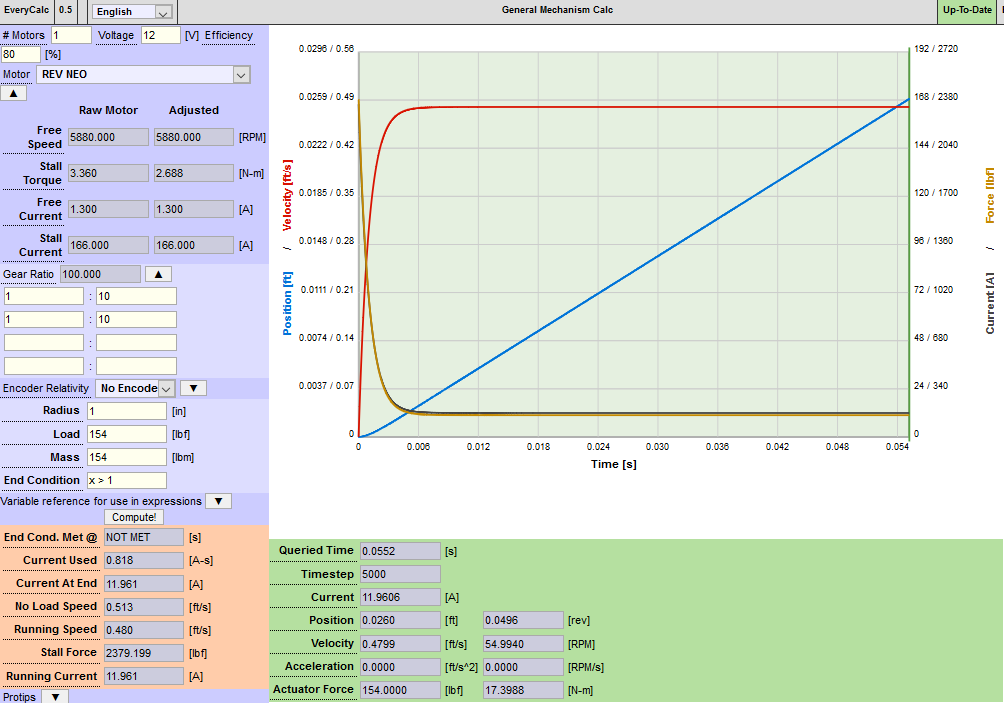 EveryCalc 0.5 English General Mechanism Calc Up-To-Date
# Motors 1 Voltage 12 [V] Efficiency
80 [%]
Motor REV NEO
▲
Raw Motor Adjusted
Free Speed 5880.000 5880.000 [RPM]
Stall Torque 3.360 2.688 [N-m]
Free Current 1.300 1.300 [A]
Stall Current 166.000 166.000 [A]
Gear Ratio 100.000 ▲
1 : 10
1 : 10
:
:
Encoder Relativity No Encode ▼
Radius 1 [in]
Load 154 [lbf]
Mass 154 [lbm]
End Condition x > 1
Variable reference for use in expressions ▼
Compute!
End Cond. Met @ NOT MET [s]
Current Used 0.818 [A-s]
Current At End 11.961 [A]
No Load Speed 0.513 [ft/s]
Running Speed 0.480 [ft/s]
Stall Force 2379.199 [lbf]
Running Current 11.961 [A]
Protips ▼
Position [ft] / Velocity [ft/s]
0.0296 / 0.56
0.0259 / 0.49
0.0222 / 0.42
0.0185 / 0.35
0.0148 / 0.28
0.0111 / 0.21
0.0074 / 0.14
0.0037 / 0.07
0
192 / 2720
168 / 2380
144 / 2040
120 / 1700
96 / 1360
72 / 1020
48 / 680
24 / 340
0
Current [A] / Force [lbf]
0 0.006 0.012 0.018 0.024 0.030 0.036 0.042 0.048 0.054
Time [s]
Queried Time 0.0552 [s]
Timestep 5000
Current 11.9606 [A]
Position 0.0260 [ft] 0.0496 [rev]
Velocity 0.4799 [ft/s] 54.9940 [RPM]
Acceleration 0.0000 [ft/s^2] 0.0000 [RPM/s]
Actuator Force 154.0000 [lbf] 17.3988 [N-m]